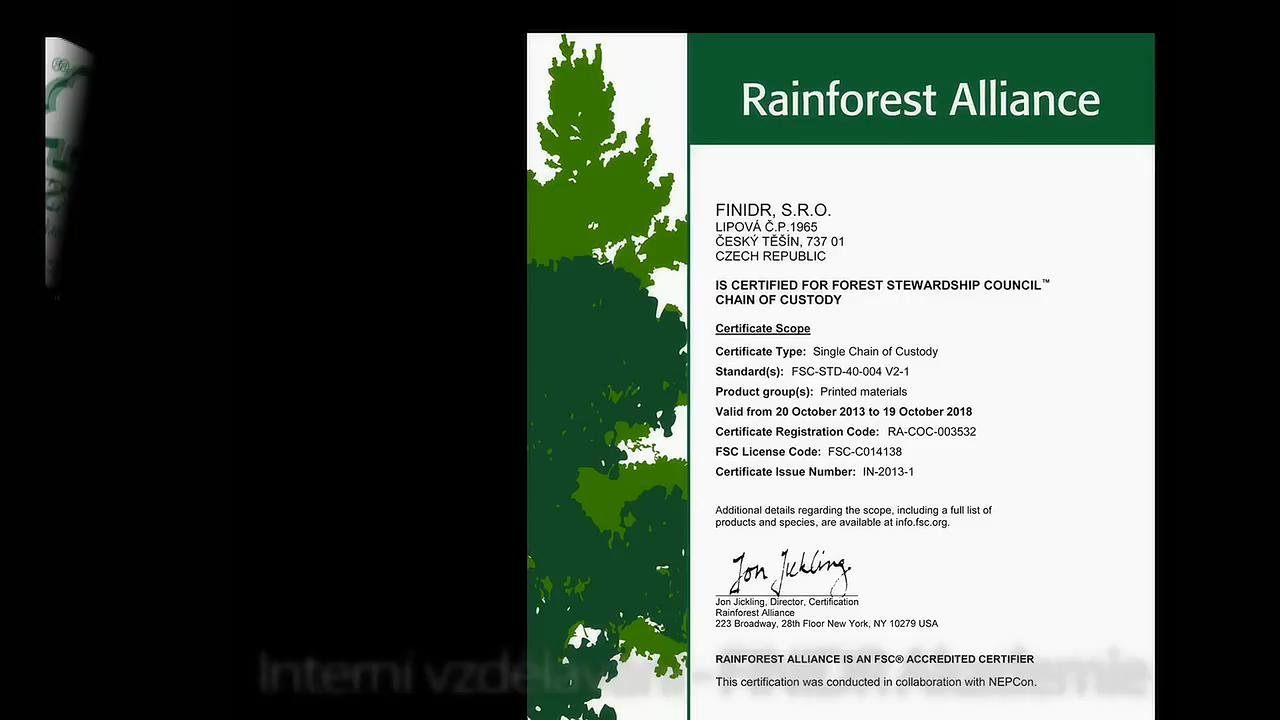 Rainforest Alliance
FINIDR, S.R.O.
LIPOVÁ Č.P.1965
ČESKÝ TĚŠÍN, 737 01
CZECH REPUBLIC
IS CERTIFIED FOR FOREST STEWARDSHIP COUNCIL™
CHAIN OF CUSTODY
Certificate Scope
Certificate Type: Single Chain of Custody
Standard(s): FSC-STD-40-004 V2-1
Product group(s): Printed materials
Valid from 20 October 2013 to 19 October 2018
Certificate Registration Code: RA-COC-003532
FSC License Code: FSC-C014138
Certificate Issue Number: IN-2013-1
Additional details regarding the scope, including a full list of
products and species, are available at info.fsc.org.
Jon Jickling
Jon Jickling, Director, Certification
Rainforest Alliance
223 Broadway, 28th Floor New York, NY 10279 USA
RAINFOREST ALLIANCE IS AN FSC® ACCREDITED CERTIFIER
This certification was conducted in collaboration with NEPCon.
Interní